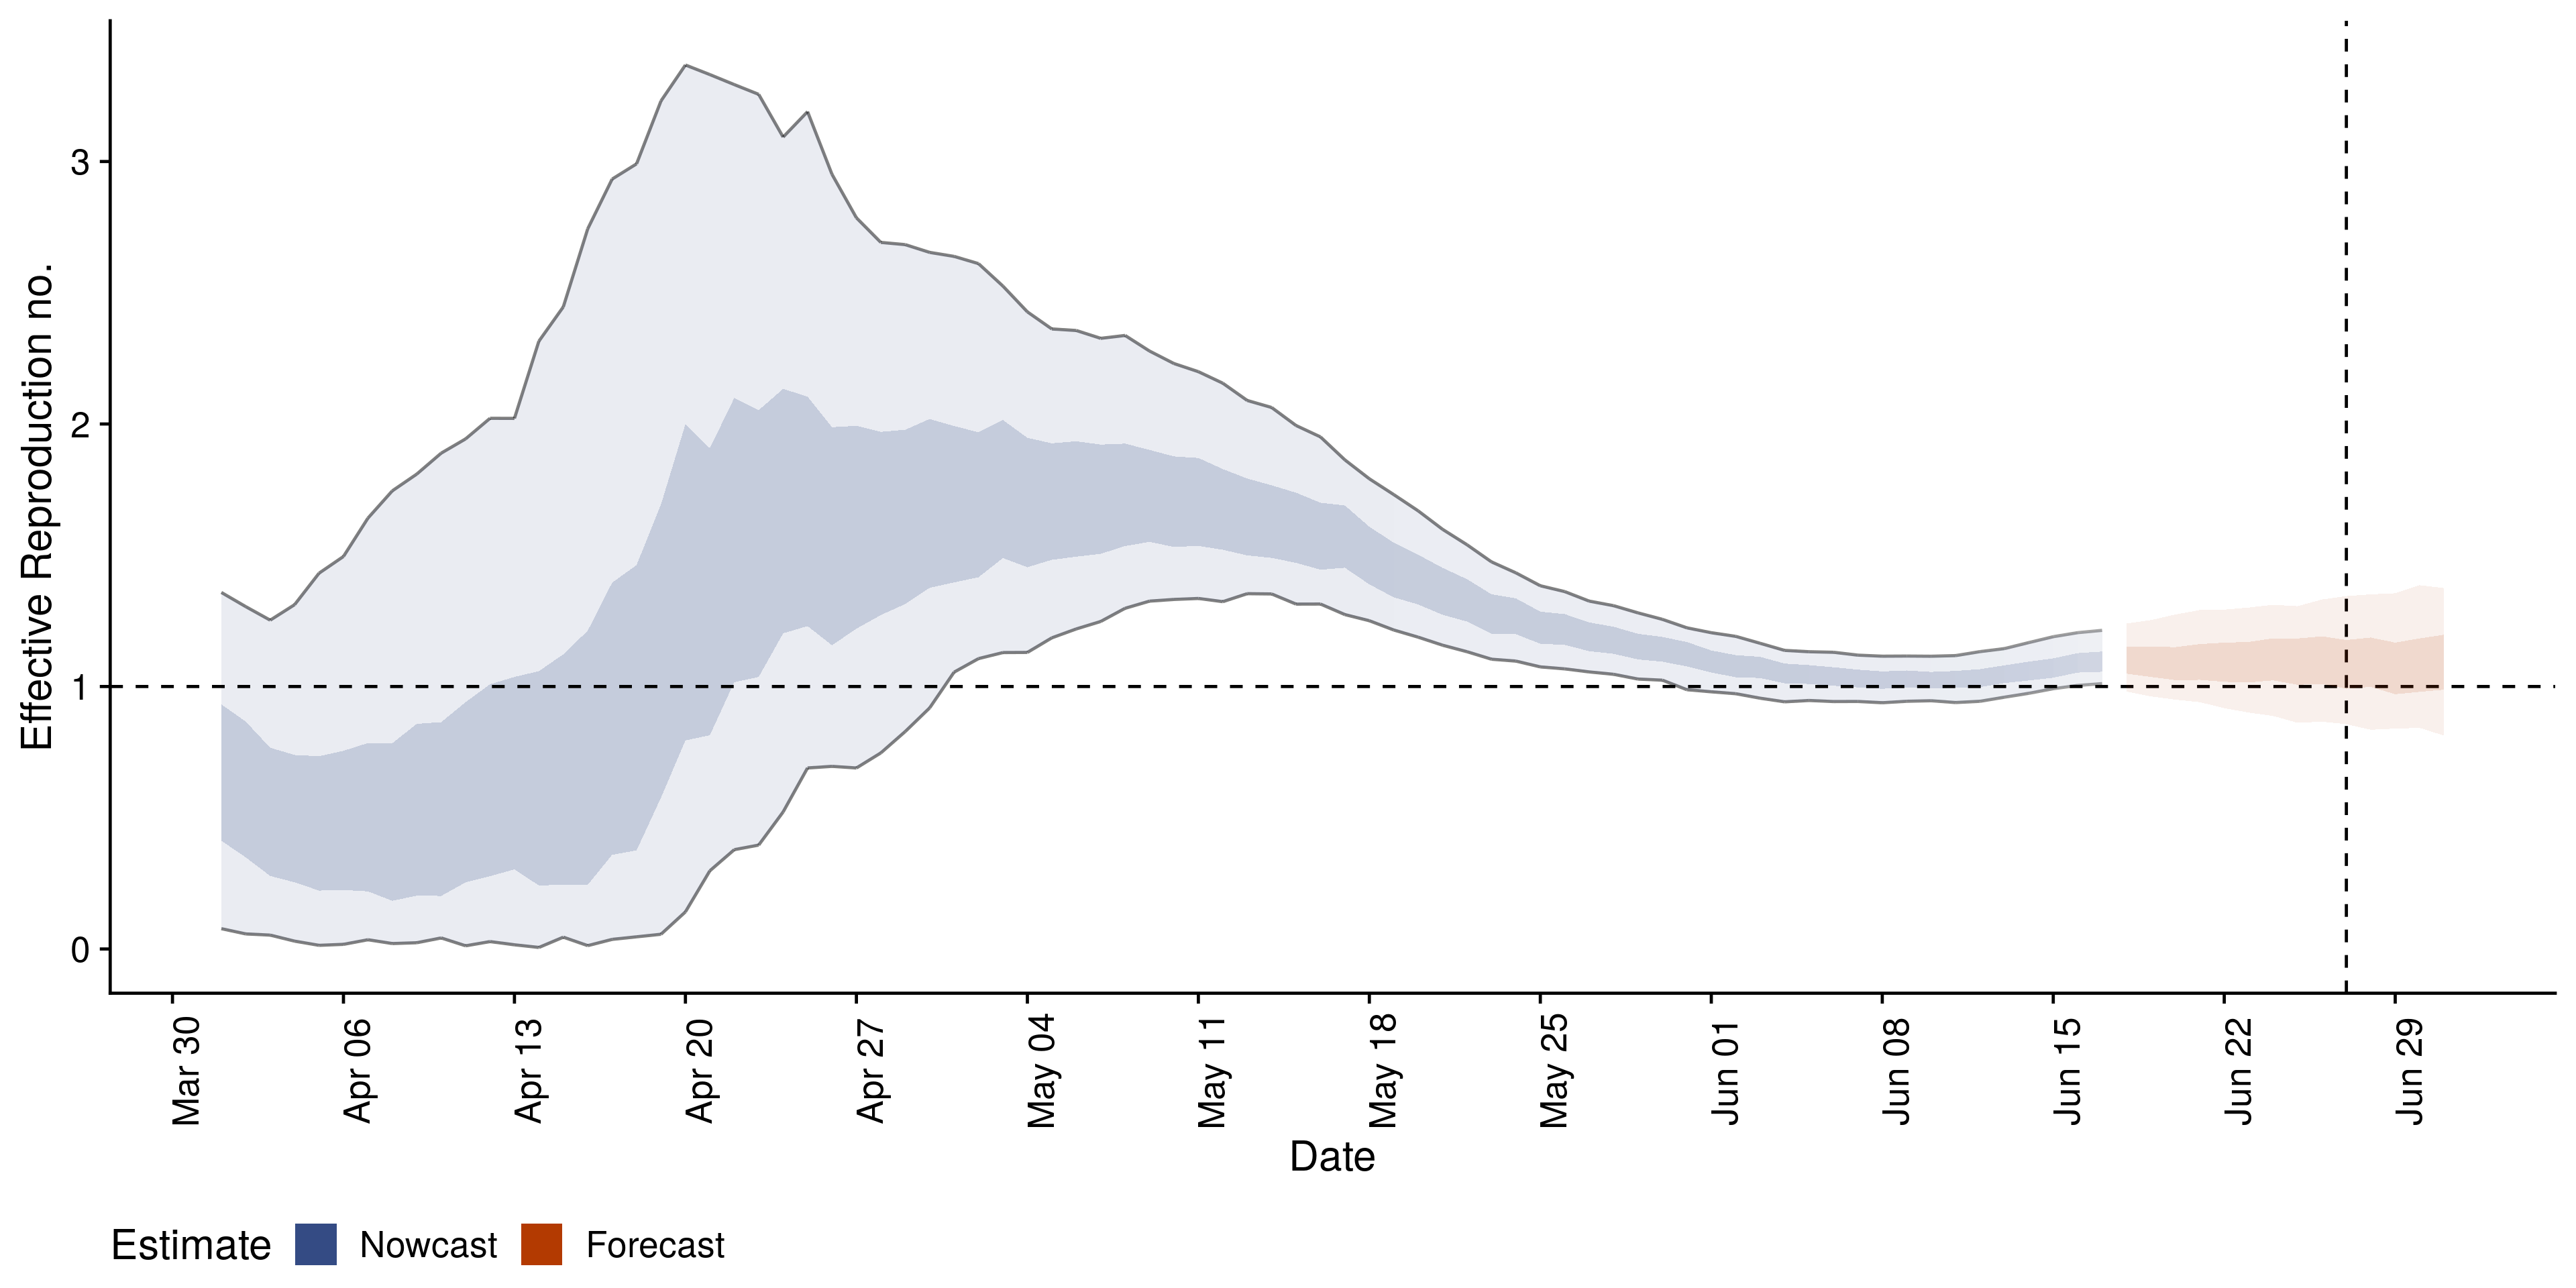 Effective Reproduction no.
3
2
1
0
Mar 30
Apr 06
Apr 13
Apr 20
Apr 27
May 04
May 11
May 18
May 25
Jun 01
Jun 08
Jun 15
Jun 22
Jun 29
Date
Estimate Nowcast Forecast